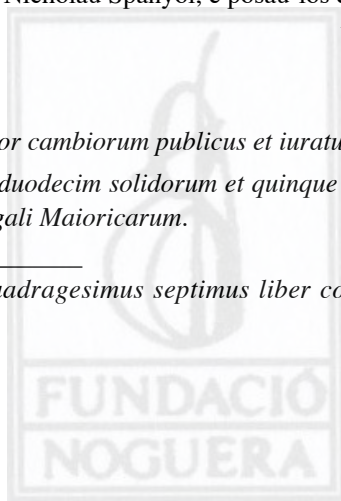 Nicholau Spanyol, e posàu-los
or cambiorum publicus et iuratu
duodecim solidorum et quinque
gali Maioricarum.
uadragesimus septimus liber co
FUNDACIÓ
NOGUERA